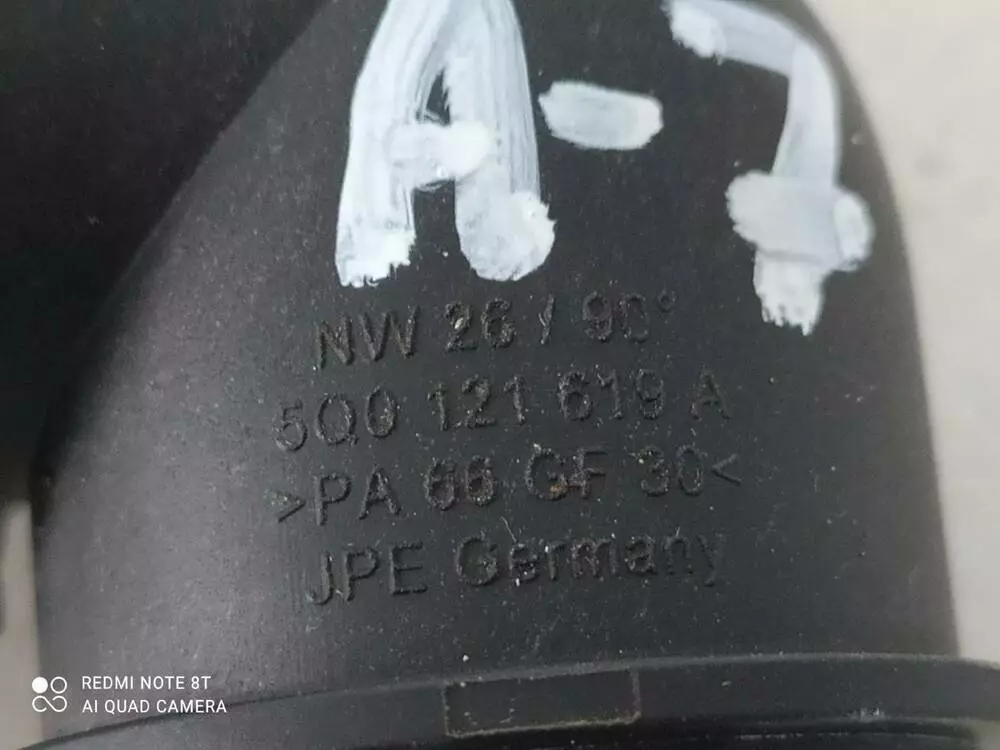 A-7
NW 26 / 90°
5Q0 121 619 A
>PA 66 GF 30<
JPE Germany
REDMI NOTE 8T
AI QUAD CAMERA